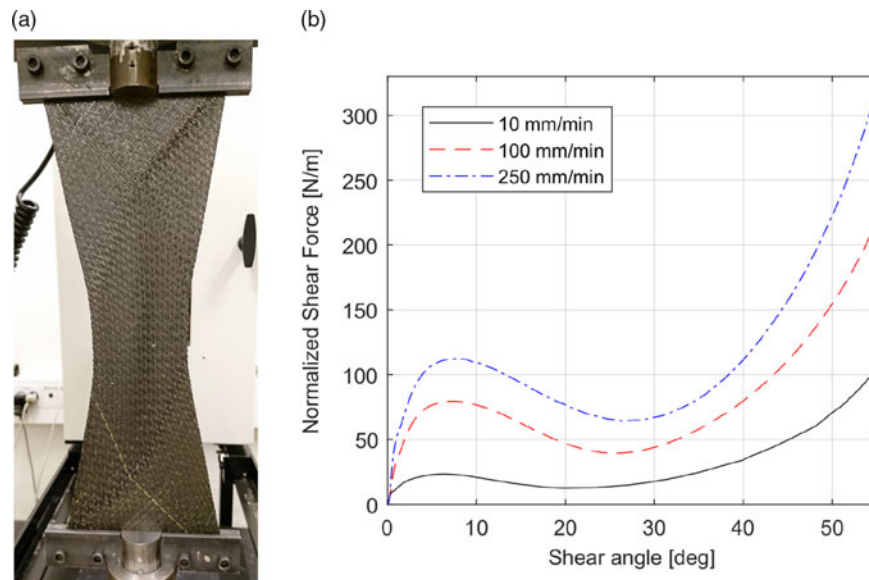 (a)
(b)
Normalized Shear Force [N/m]
300
250
200
150
100
50
0
10 mm/min
100 mm/min
250 mm/min
0 10 20 30 40 50
Shear angle [deg]